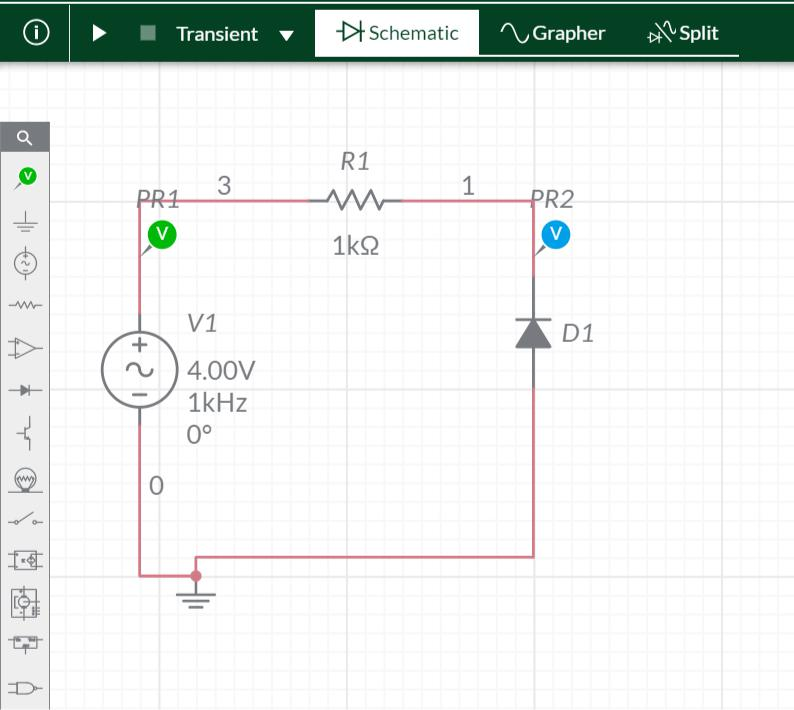 Transient
Schematic
Grapher
Split
R1
PR1
3
1
PR2
V
V
V
1kΩ
V1
D1
4.00V
1kHz
0°
0